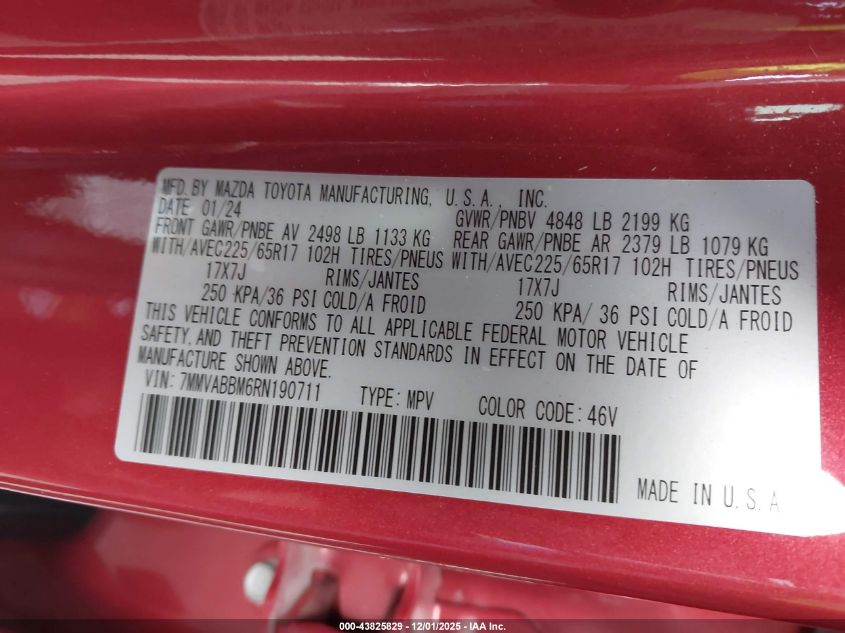 MFD.BY MAZDA TOYOTA MANUFACTURING, U.S.A., INC.
DATE 01/24 GVWR/PNBV 4848 LB 2199 KG
FRONT GAWR/PNBE AV 2498 LB 1133 KG REAR GAWR/PNBE AR 2379 LB 1079 KG
WITH/AVEC225/65R17 102H TIRES/PNEUS WITH/AVEC225/65R17 102H TIRES/PNEUS
17X7J RIMS/JANTES 17X7J RIMS/JANTES
250 KPA/36 PSI COLD/A FROID 250 KPA/ 36 PSI COLD/A FROID
THIS VEHICLE CONFORMS TO ALL APPLICABLE FEDERAL MOTOR VEHICLE
SAFETY, AND THEFT PREVENTION STANDARDS IN EFFECT ON THE DATE OF
MANUFACTURE SHOWN ABOVE.
VIN: 7MMVABBM6RN190711 TYPE: MPV COLOR CODE: 46V
MADE IN U.S.A.
000-43825829 - 12/01/2025 - IAA Inc.